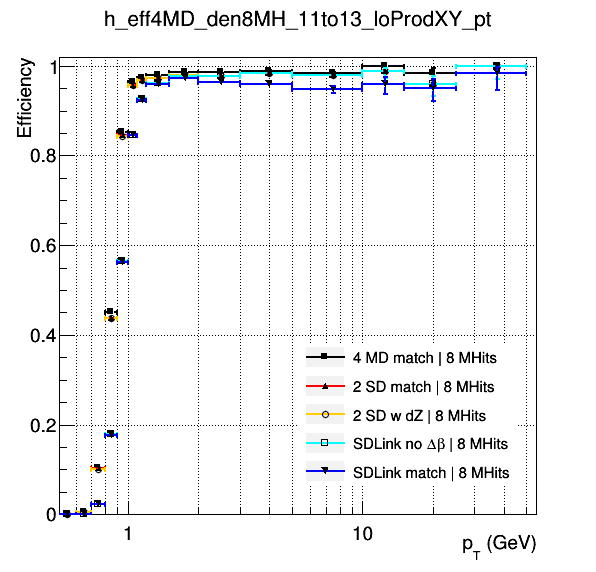 h_eff4MD_den8MH_11to13_loProdXY_pt
Efficiency
1
0.8
0.6
0.4
0.2
0
4 MD match | 8 MHits
2 SD match | 8 MHits
2 SD w dZ | 8 MHits
SDLink no Δβ | 8 MHits
SDLink match | 8 MHits
1
10
p_T (GeV)